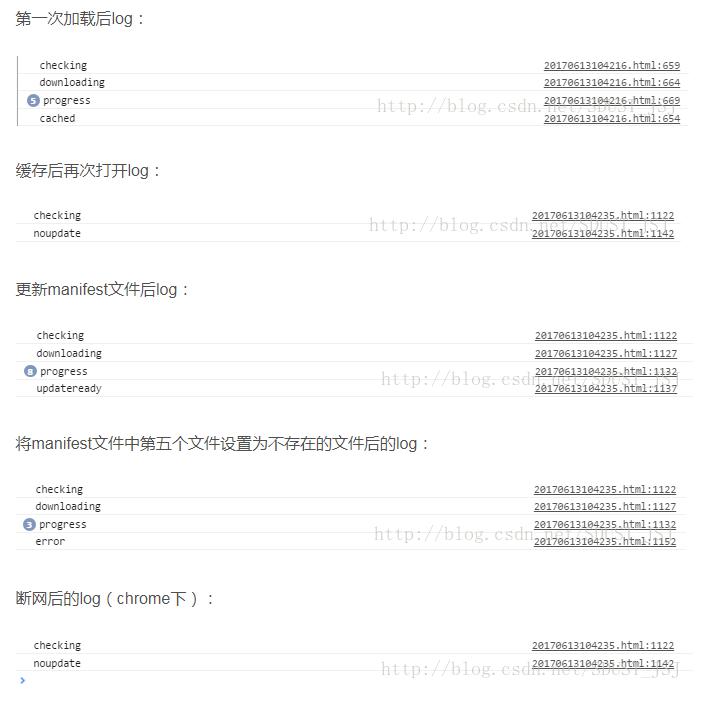 第一次加载后log：
checking 20170613104216.html:659
downloading 20170613104216.html:664
5 progress 20170613104216.html:669
cached 20170613104216.html:654
http://blog.csdn.net/SDUST_JSJ
缓存后再次打开log：
checking 20170613104235.html:1122
noupdate 20170613104235.html:1142
http://blog.csdn.net/SDUST_JSJ
更新manifest文件后log：
checking 20170613104235.html:1122
downloading 20170613104235.html:1127
8 progress 20170613104235.html:1132
updateready 20170613104235.html:1137
http://blog.csdn.net/SDUST_JSJ
将manifest文件中第五个文件设置为不存在的文件后的log：
checking 20170613104235.html:1122
downloading 20170613104235.html:1127
3 progress 20170613104235.html:1132
error 20170613104235.html:1152
http://blog.csdn.net/SDUST_JSJ
断网后的log（chrome下）：
checking 20170613104235.html:1122
noupdate 20170613104235.html:1142
http://blog.csdn.net/SDUST_JSJ